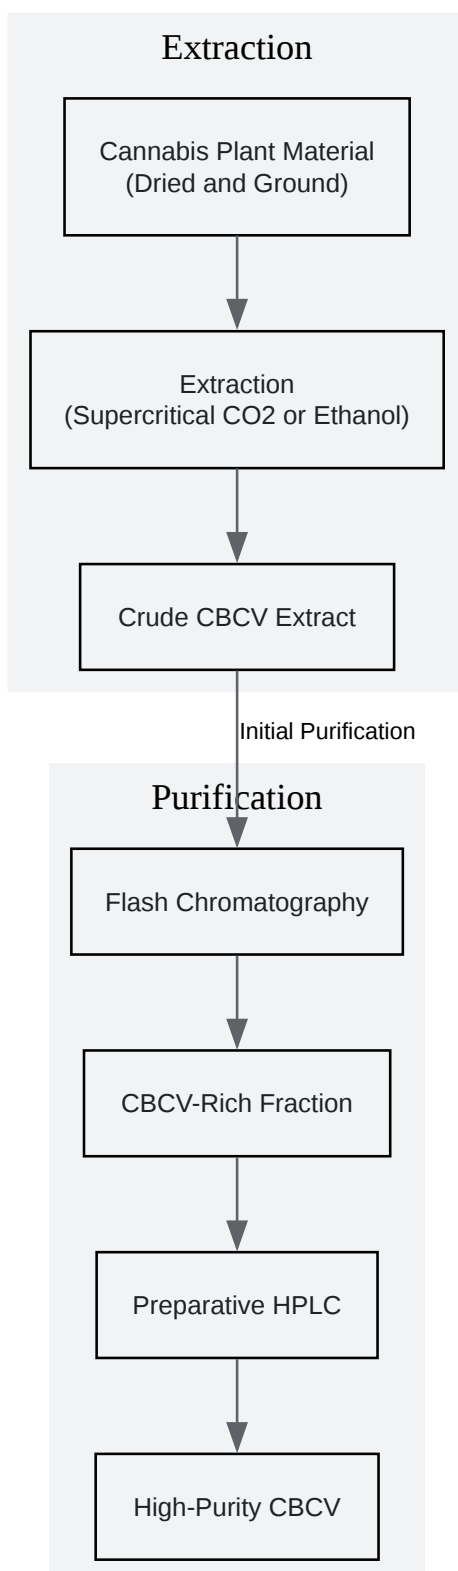 Extraction
Cannabis Plant Material
(Dried and Ground)
Extraction
(Supercritical CO2 or Ethanol)
Crude CBCV Extract
Initial Purification
Purification
Flash Chromatography
CBCV-Rich Fraction
Preparative HPLC
High-Purity CBCV